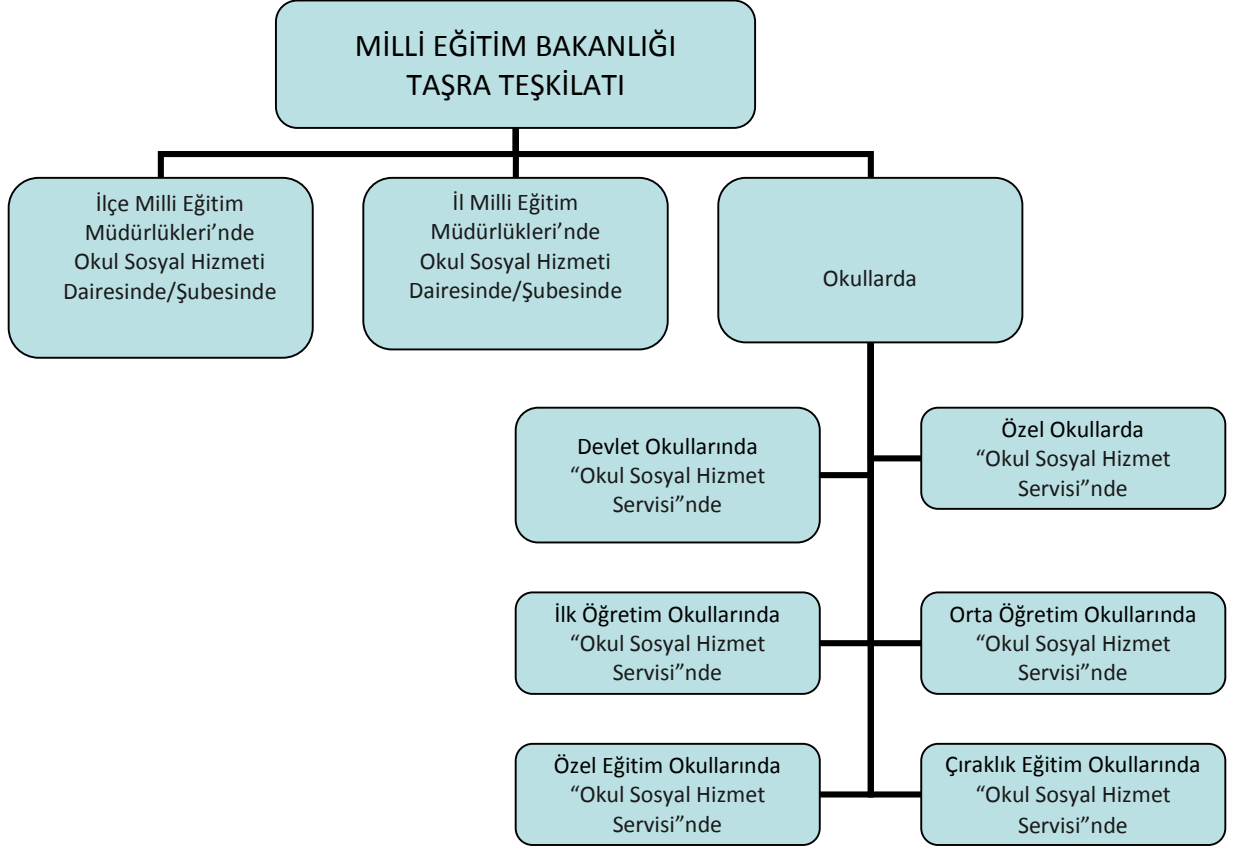 MİLLİ EĞİTİM BAKANLIĞI
TAŞRA TEŞKİLATI
İlçe Milli Eğitim
Müdürlükleri’nde
Okul Sosyal Hizmeti
Dairesinde/Şubesinde
İl Milli Eğitim
Müdürlükleri’nde
Okul Sosyal Hizmeti
Dairesinde/Şubesinde
Okullarda
Devlet Okullarında
“Okul Sosyal Hizmet
Servisi”nde
Özel Okullarda
“Okul Sosyal Hizmet
Servisi”nde
İlk Öğretim Okullarında
“Okul Sosyal Hizmet
Servisi”nde
Orta Öğretim Okullarında
“Okul Sosyal Hizmet
Servisi”nde
Özel Eğitim Okullarında
“Okul Sosyal Hizmet
Servisi”nde
Çıraklık Eğitim Okullarında
“Okul Sosyal Hizmet
Servisi”nde